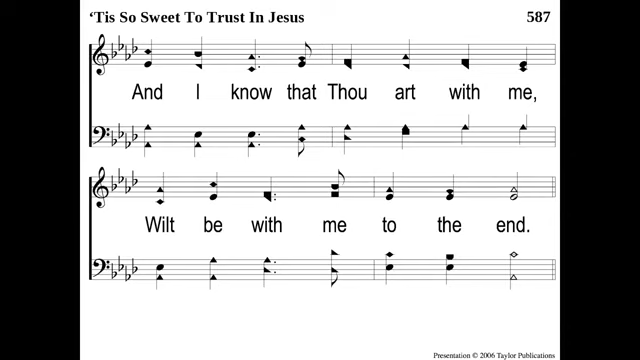 ‘Tis So Sweet To Trust In Jesus 587
And I know that Thou art with me,
Wilt be with me to the end.
Presentation © 2006 Taylor Publications